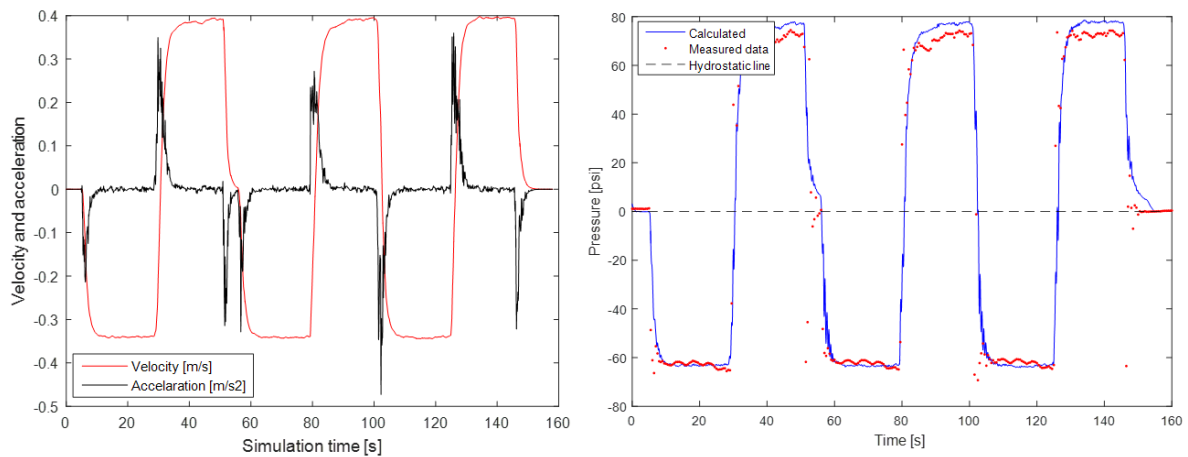 Velocity and acceleration
0.4
0.3
0.2
0.1
0
-0.1
-0.2
-0.3
-0.4
-0.5
Velocity [m/s]
Accelaration [m/s2]
0 20 40 60 80 100 120 140
Simulation time [s]
Pressure [psi]
80
60
40
20
0
-20
-40
-60
-80
Calculated
Measured data
Hydrostatic line
0 20 40 60 80 100 120 140 160
Time [s]